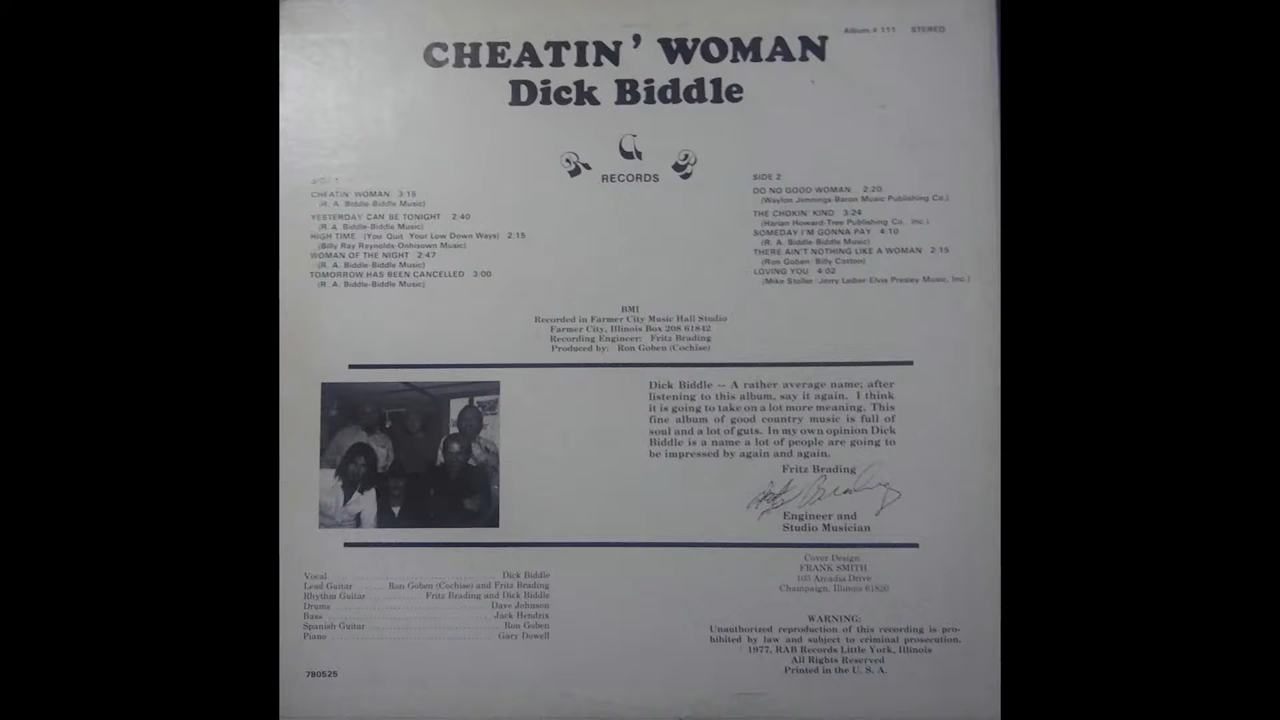 Album # 111 STEREO
CHEATIN' WOMAN
Dick Biddle
R A B
RECORDS
CHEATIN' WOMAN 3:15
(R. A. Biddle-Biddle Music)
YESTERDAY CAN BE TONIGHT 2:40
(R. A. Biddle-Biddle Music)
HIGH TIME (You Quit Your Low Down Ways) 2:15
(Billy Ray Reynolds-Onhisown Music)
WOMAN OF THE NIGHT 2:47
(R. A. Biddle-Biddle Music)
TOMORROW HAS BEEN CANCELLED 3:00
(R. A. Biddle-Biddle Music)
SIDE 2
DO NO GOOD WOMAN 2:20
(Waylon Jennings-Baron Music Publishing Co.)
THE CHOKIN' KIND 3:24
(Harlan Howard-Tree Publishing Co., Inc.)
SOMEDAY I'M GONNA PAY 4:10
(R. A. Biddle-Biddle Music)
THERE AIN'T NOTHING LIKE A WOMAN 2:15
(Ron Goben Billy Cotton)
LOVING YOU 4:02
(Mike Stoller Jerry Leiber-Elvis Presley Music, Inc.)
BMI
Recorded in Farmer City Music Hall Studio
Farmer City, Illinois Box 208 61842
Recording Engineer: Fritz Brading
Produced by: Ron Goben (Cochise)
Dick Biddle -- A rather average name; after
listening to this album, say it again. I think
it is going to take on a lot more meaning. This
fine album of good country music is full of
soul and a lot of guts. In my own opinion Dick
Biddle is a name a lot of people are going to
be impressed by again and again.
Fritz Brading
Engineer and
Studio Musician
Vocal Dick Biddle
Lead Guitar Ron Goben (Cochise) and Fritz Brading
Rhythm Guitar Fritz Brading and Dick Biddle
Drums Dave Johnson
Bass Jack Hendrix
Spanish Guitar Ron Goben
Piano Gary Dowell
780525
Cover Design
FRANK SMITH
103 Arcadia Drive
Champaign, Illinois 61820
WARNING:
Unauthorized reproduction of this recording is pro-
hibited by law and subject to criminal prosecution.
1977, RAB Records Little York, Illinois
All Rights Reserved
Printed in the U. S. A.